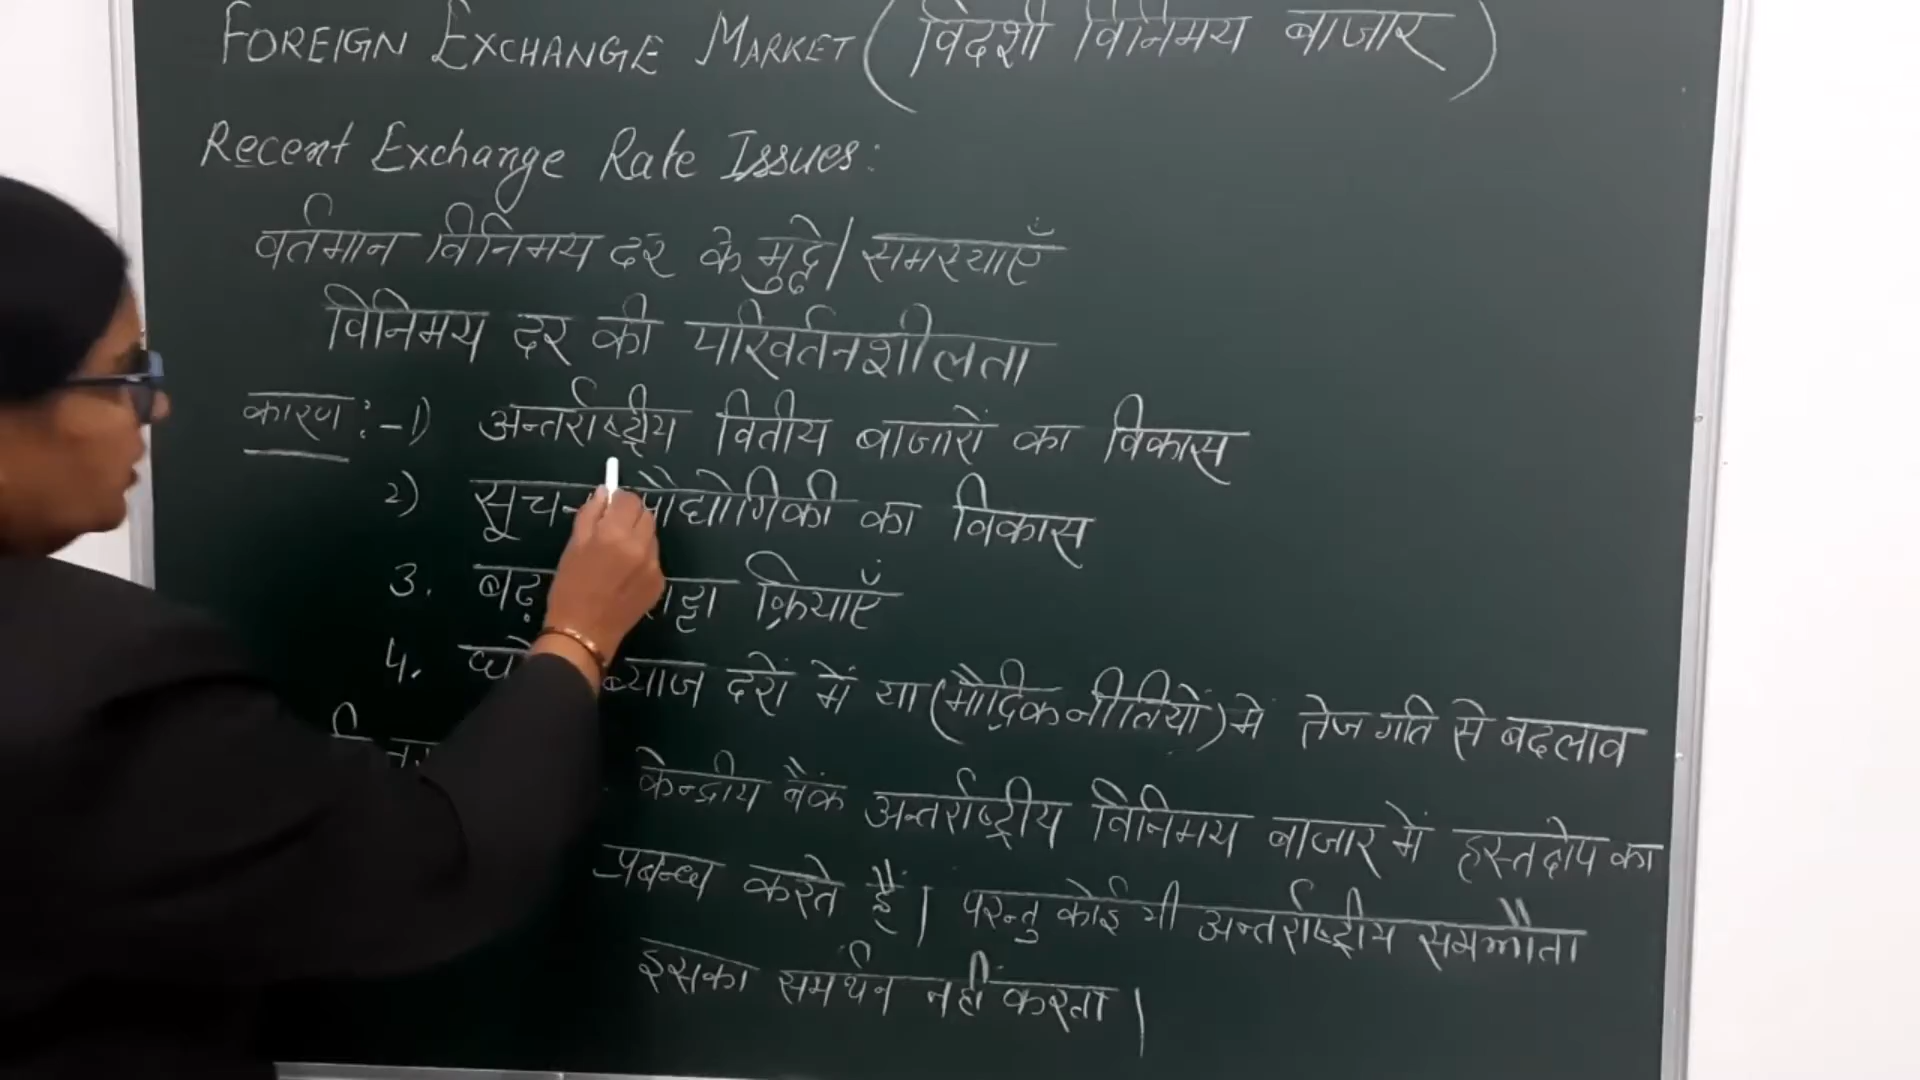 FOREIGN EXCHANGE MARKET (विदेशी विनिमय बाजार)
Recent Exchange Rate Issues:
वर्तमान विनिमय दर के मुद्दे/समस्याएँ
विनिमय दर की परिवर्तनशीलता
कारण :- 1) अन्तर्राष्ट्रीय वितीय बाजारों का विकास
2) सूचना प्रौद्योगिकी का विकास
3. सट्टा क्रियाएँ
4. ब्याज दरों में या (मौद्रिक नीतियों) में तेज गति से बदलाव
केन्द्रीय बैंक अन्तर्राष्ट्रीय विनिमय बाजार में हस्तक्षेप का
प्रबन्ध करते हैं। परन्तु कोई भी अन्तर्राष्ट्रीय समझौता
इसका समर्थन नहीं करता।